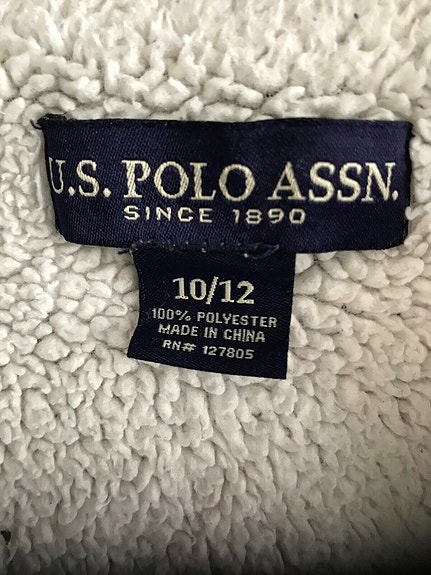 U.S. POLO ASSN.
SINCE 1890
10/12
100% POLYESTER
MADE IN CHINA
RN# 127805